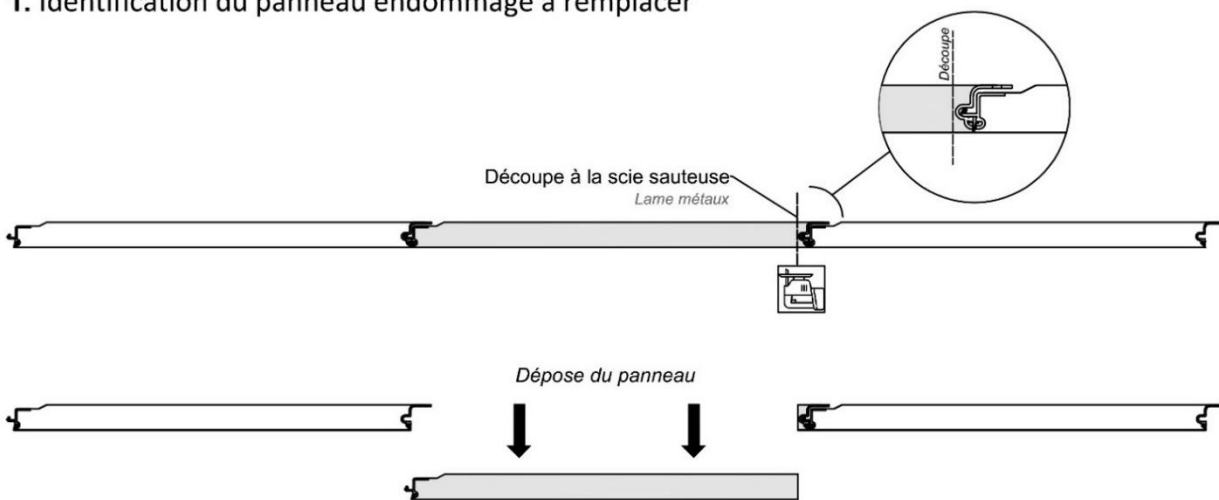 1. Identification du panneau endommagé à remplacer
Découpe
Découpe à la scie sauteuse
Lame métaux
Dépose du panneau